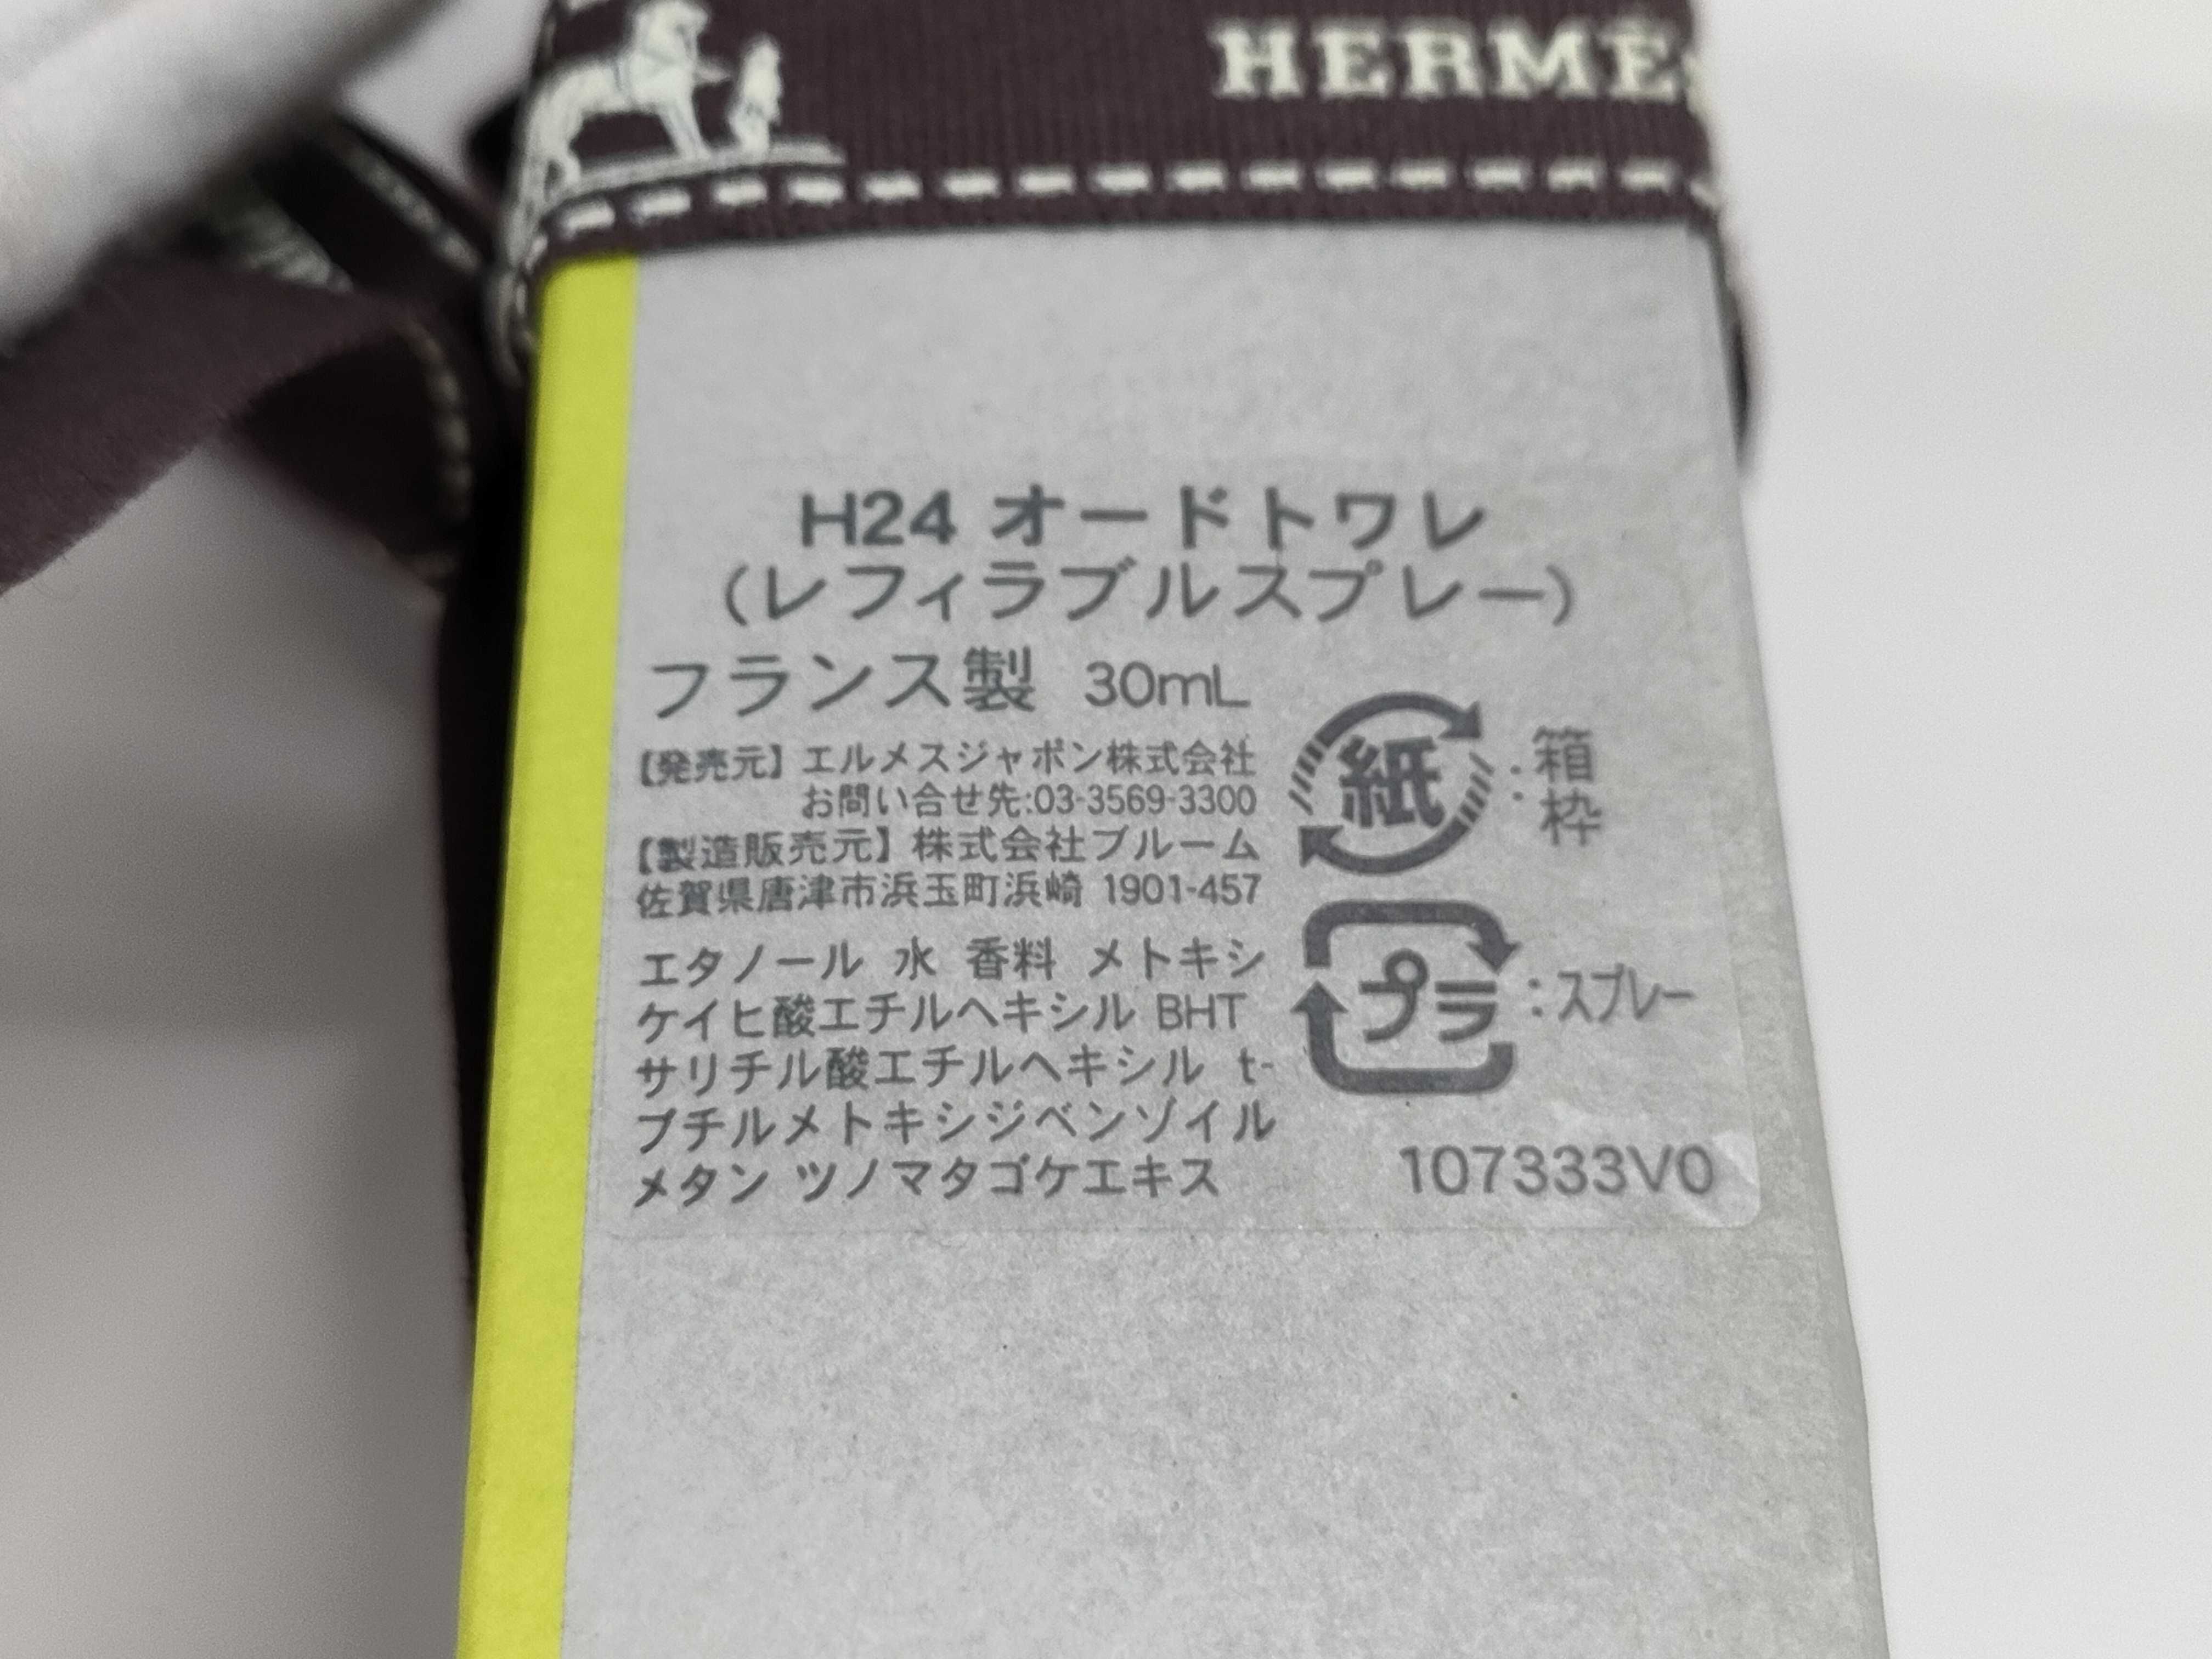 HERMÈS
H24 オードトワレ
(レフィラブルスプレー)
フランス製 30mL
【発売元】エルメスジャポン株式会社
お問い合せ先:03-3569-3300
【製造販売元】株式会社ブルーム
佐賀県唐津市浜玉町浜崎 1901-457
エタノール 水 香料 メトキシ
ケイヒ酸エチルヘキシル BHT
サリチル酸エチルヘキシル t-
ブチルメトキシジベンゾイル
メタン ツノマタゴケエキス
紙 :箱
:枠
プラ :スプレー
107333V0